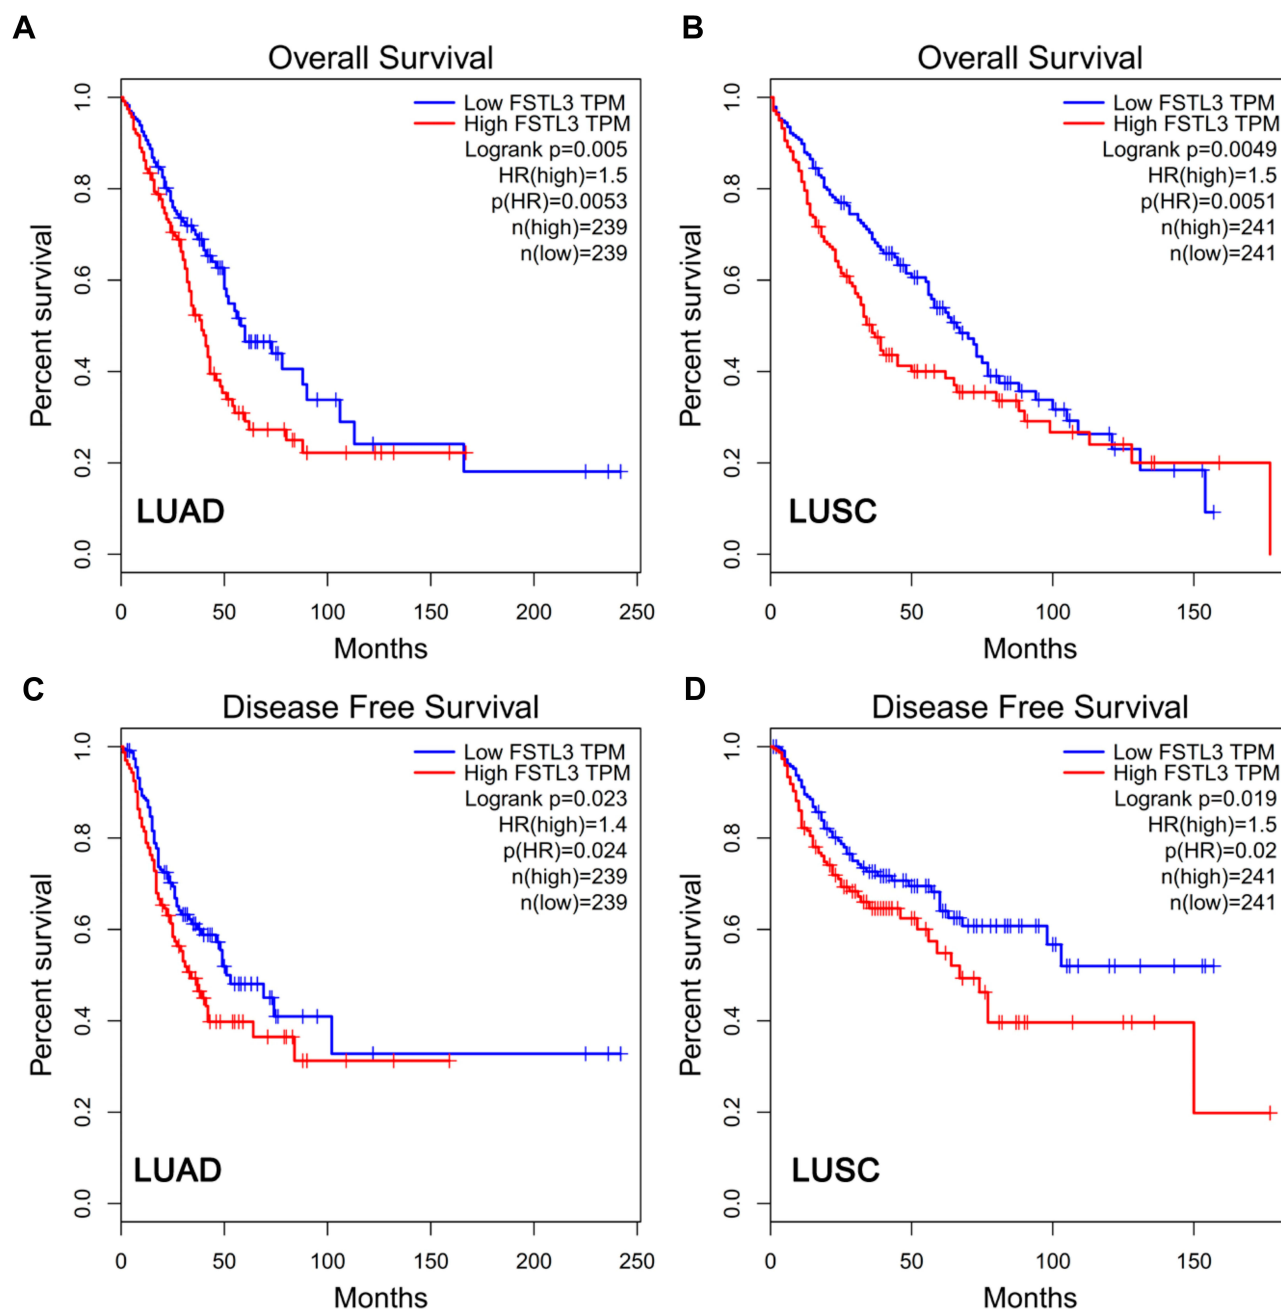 A
Overall Survival
Low FSTL3 TPM
High FSTL3 TPM
Logrank p=0.005
HR(high)=1.5
p(HR)=0.0053
n(high)=239
n(low)=239
Percent survival
1.0
0.8
0.6
0.4
0.2
0.0
LUAD
0 50 100 150 200 250
Months
B
Overall Survival
Low FSTL3 TPM
High FSTL3 TPM
Logrank p=0.0049
HR(high)=1.5
p(HR)=0.0051
n(high)=241
n(low)=241
Percent survival
1.0
0.8
0.6
0.4
0.2
0.0
LUSC
0 50 100 150
Months
C
Disease Free Survival
Low FSTL3 TPM
High FSTL3 TPM
Logrank p=0.023
HR(high)=1.4
p(HR)=0.024
n(high)=239
n(low)=239
Percent survival
1.0
0.8
0.6
0.4
0.2
0.0
LUAD
0 50 100 150 200 250
Months
D
Disease Free Survival
Low FSTL3 TPM
High FSTL3 TPM
Logrank p=0.019
HR(high)=1.5
p(HR)=0.02
n(high)=241
n(low)=241
Percent survival
1.0
0.8
0.6
0.4
0.2
0.0
LUSC
0 50 100 150
Months